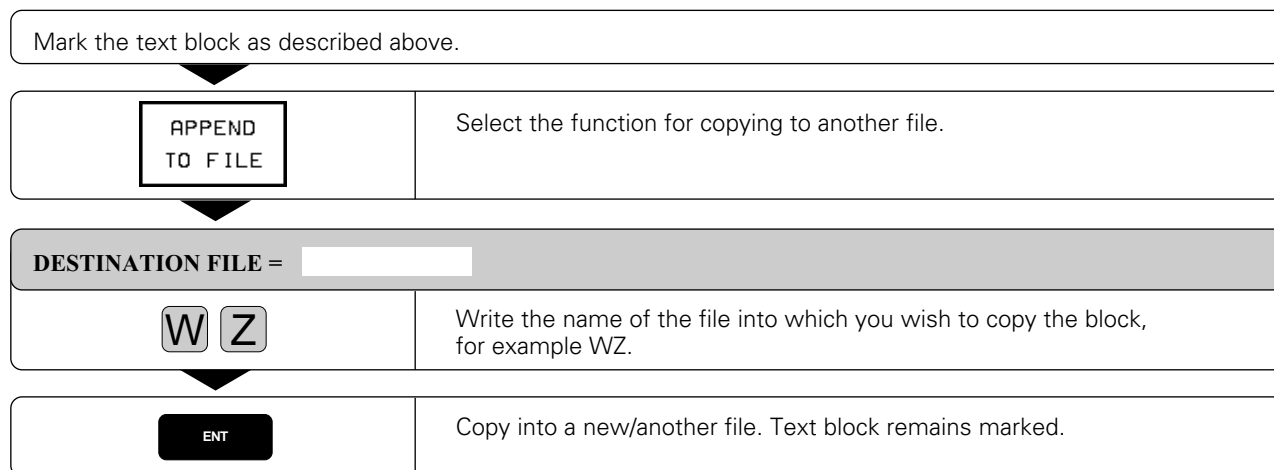 Mark the text block as described above.
APPEND
TO FILE
Select the function for copying to another file.
DESTINATION FILE =
W Z
Write the name of the file into which you wish to copy the block,
for example WZ.
ENT
Copy into a new/another file. Text block remains marked.